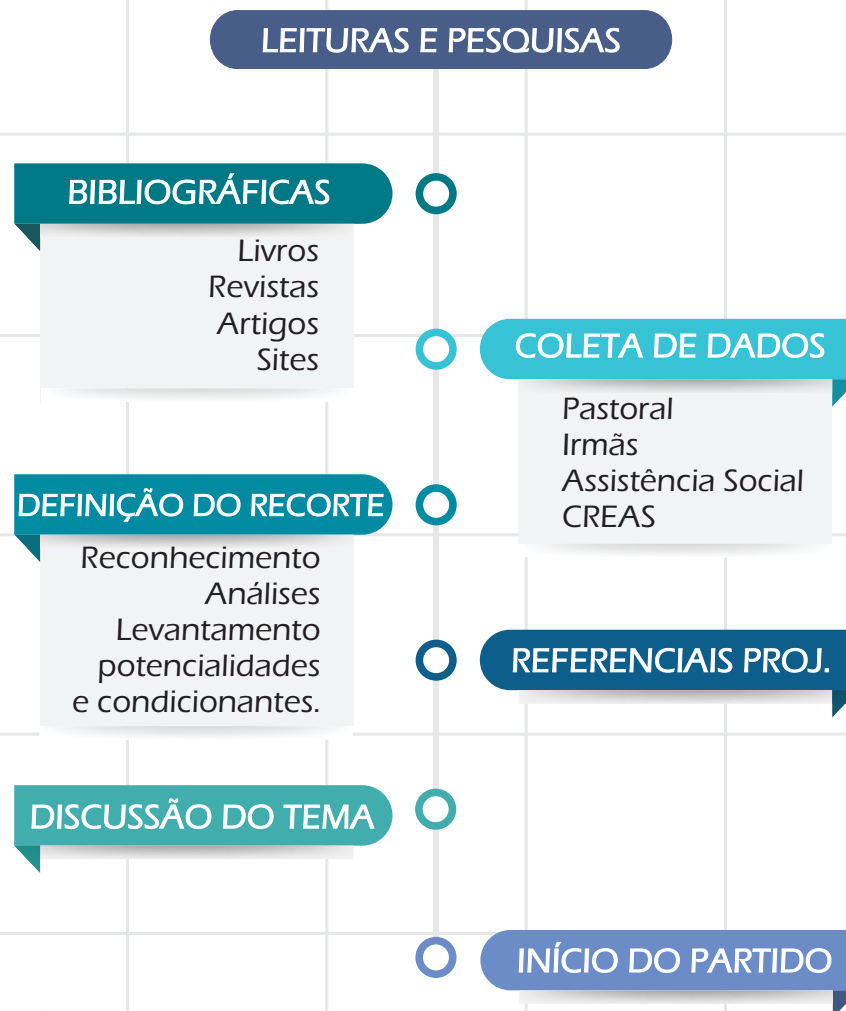 LEITURAS E PESQUISAS
BIBLIOGRÁFICAS
Livros
Revistas
Artigos
Sites
COLETA DE DADOS
Pastoral
Irmãs
Assistência Social
CREAS
DEFINIÇÃO DO RECORTE
Reconhecimento
Análises
Levantamento
potencialidades
e condicionantes.
REFERENCIAIS PROJ.
DISCUSSÃO DO TEMA
INÍCIO DO PARTIDO